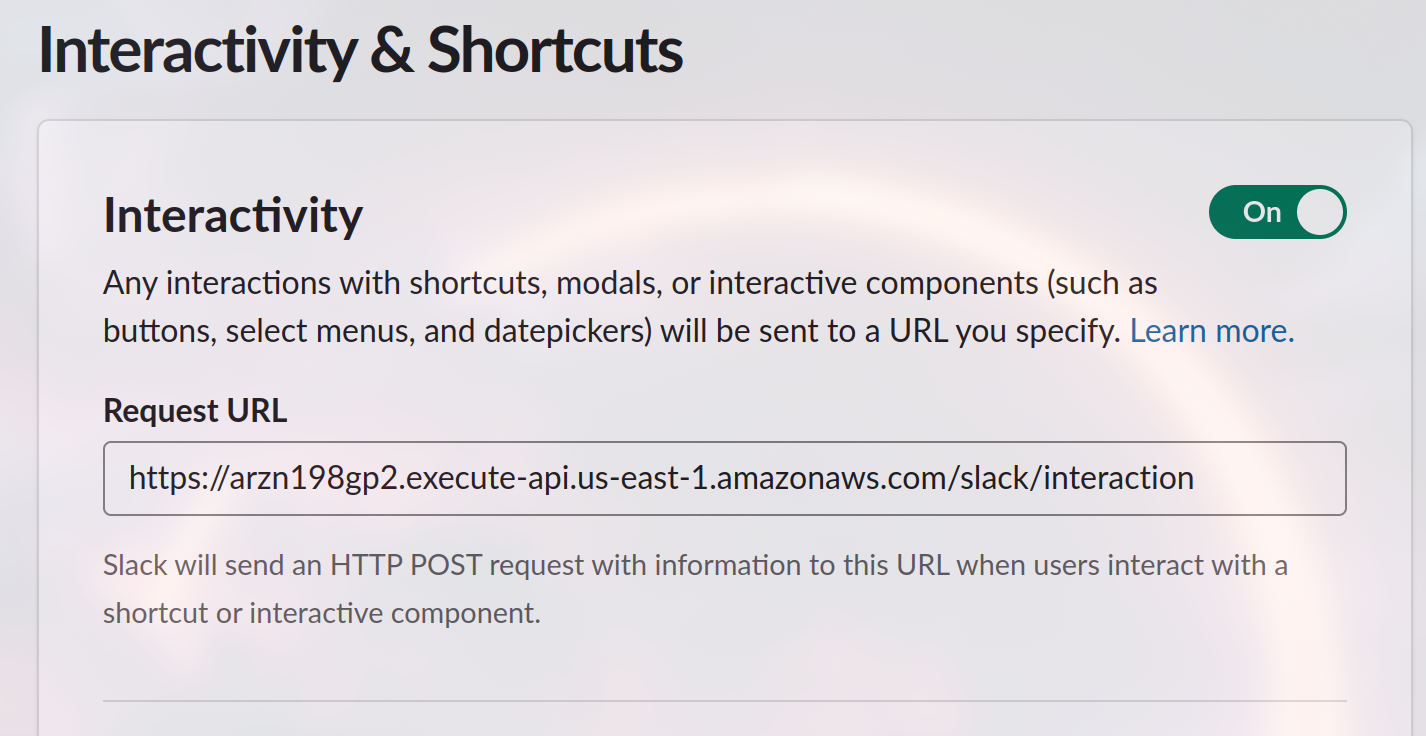 Interactivity & Shortcuts
Interactivity
On
Any interactions with shortcuts, modals, or interactive components (such as
buttons, select menus, and datepickers) will be sent to a URL you specify. Learn more.
Request URL
https://arzn198gp2.execute-api.us-east-1.amazonaws.com/slack/interaction
Slack will send an HTTP POST request with information to this URL when users interact with a
shortcut or interactive component.